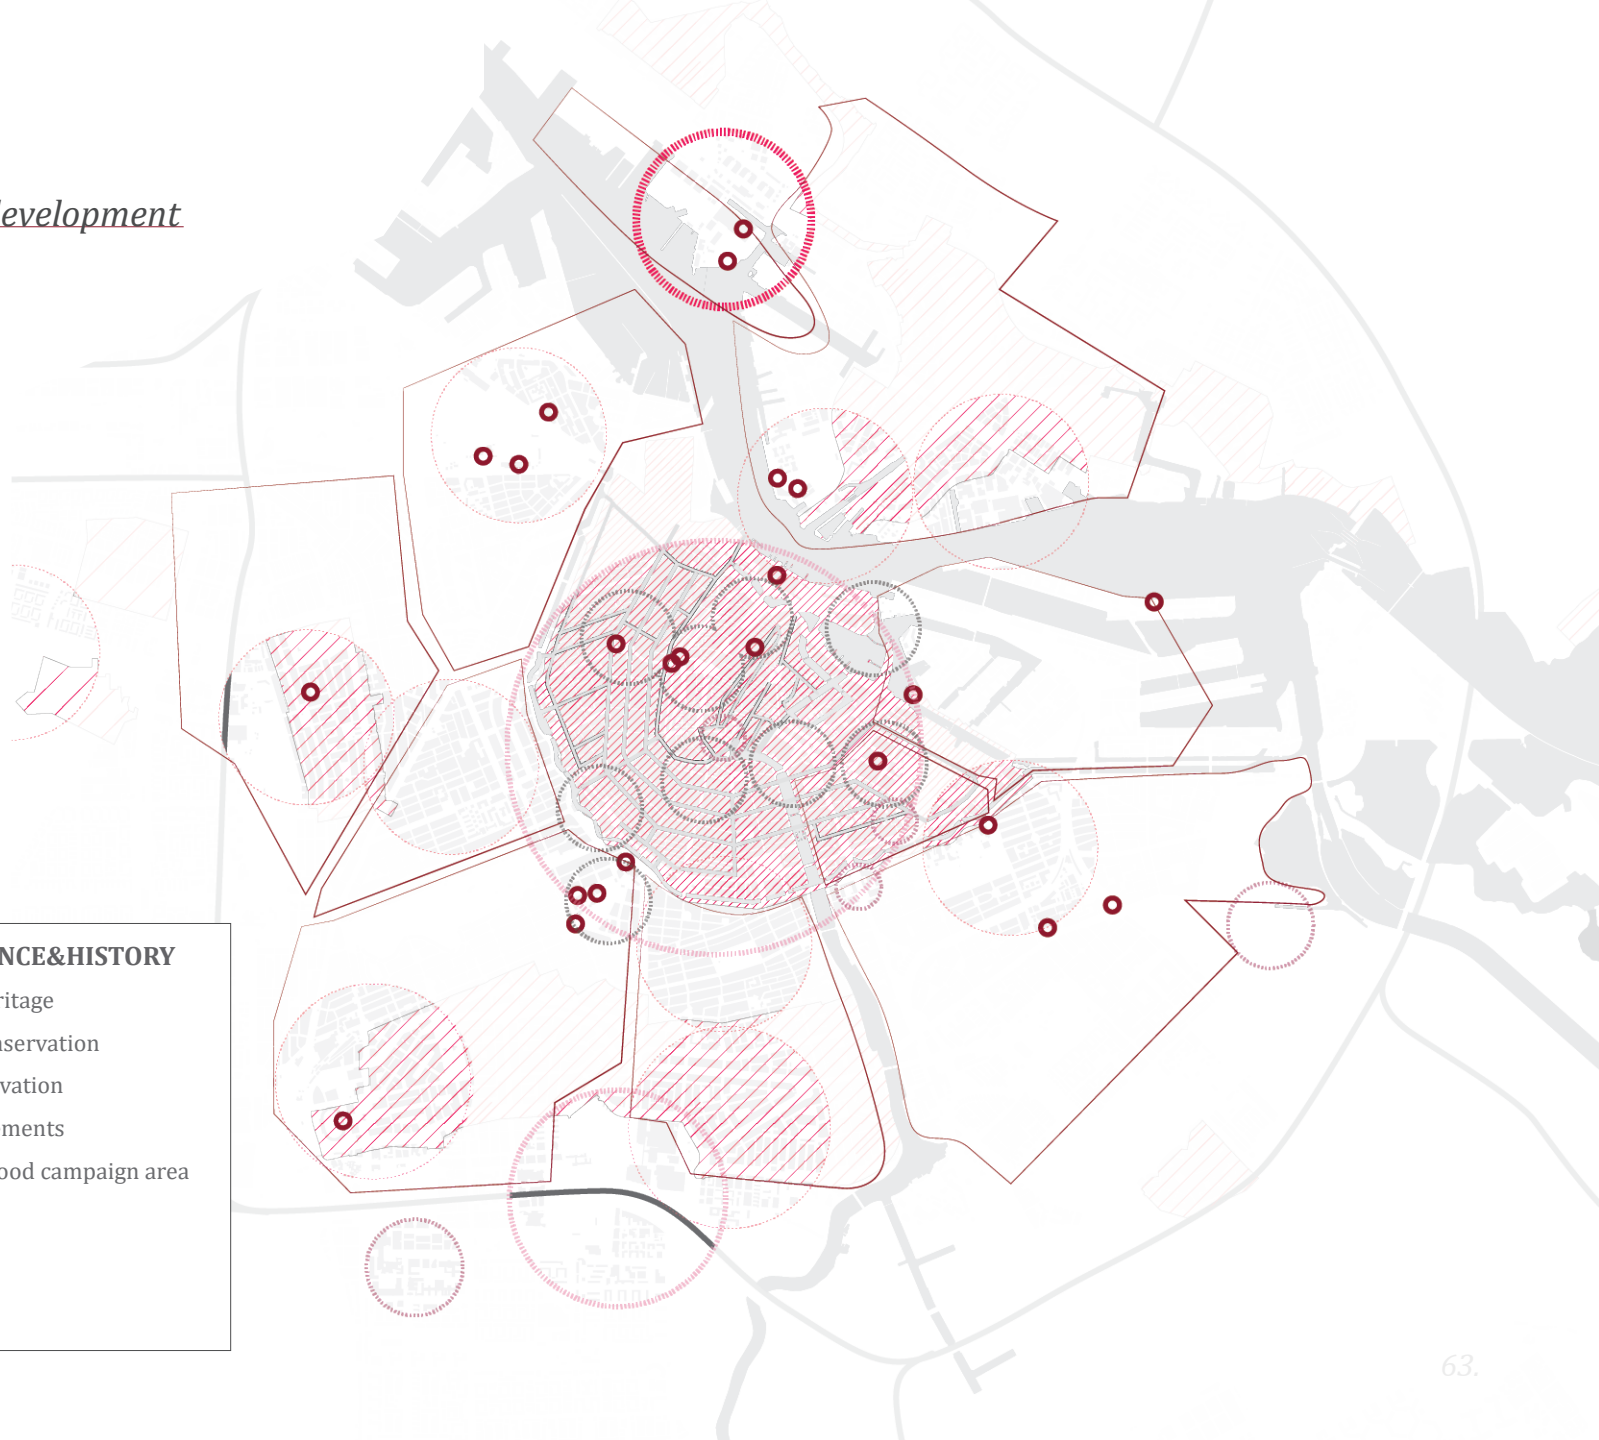 levelopment
NCE&HISTORY
ritage
nservation
vation
ments
ood campaign area
63.